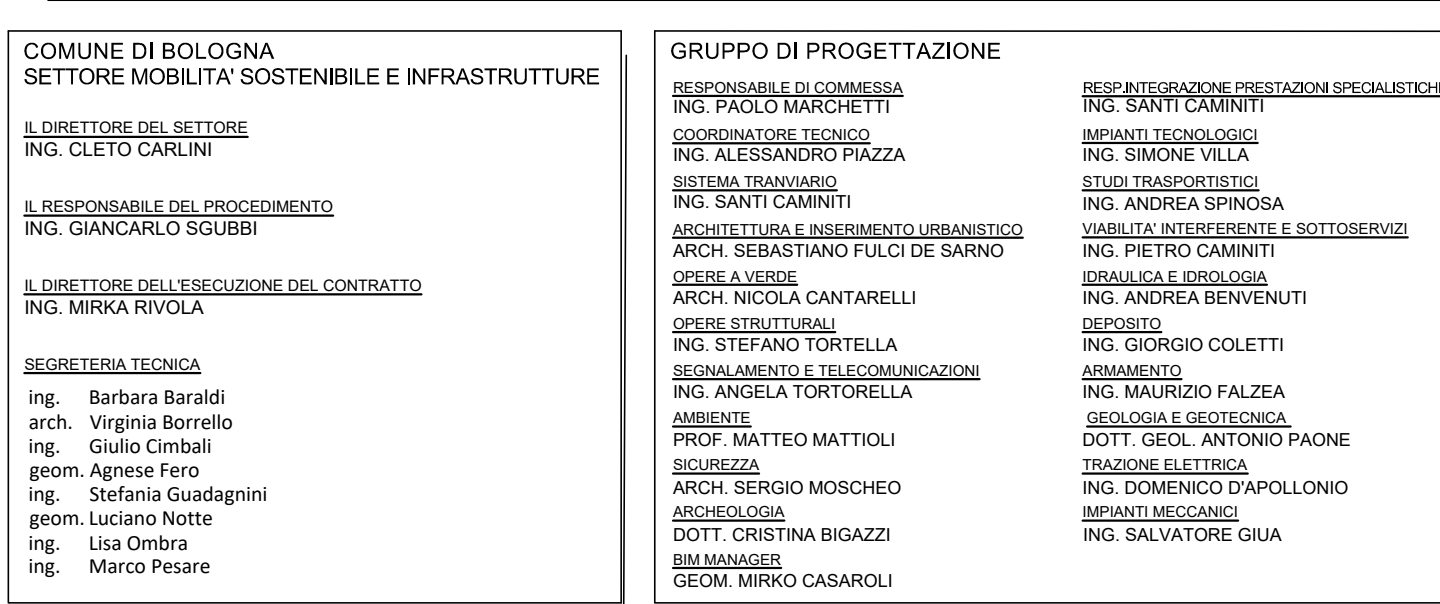 COMUNE DI BOLOGNA
SETTORE MOBILITA' SOSTENIBILE E INFRASTRUTTURE
IL DIRETTORE DEL SETTORE
ING. CLETO CARLINI
IL RESPONSABILE DEL PROCEDIMENTO
ING. GIANCARLO SGUBBI
IL DIRETTORE DELL'ESECUZIONE DEL CONTRATTO
ING. MIRKA RIVOLA
SEGRETERIA TECNICA
ing. Barbara Baraldi
arch. Virginia Borrello
ing. Giulio Cimbali
geom. Agnese Fero
ing. Stefania Guadagnini
geom. Luciano Notte
ing. Lisa Ombra
ing. Marco Pesare
GRUPPO DI PROGETTAZIONE
RESPONSABILE DI COMMESSA
ING. PAOLO MARCHETTI
COORDINATORE TECNICO
ING. ALESSANDRO PIAZZA
SISTEMA TRANVIARIO
ING. SANTI CAMINITI
ARCHITETTURA E INSERIMENTO URBANISTICO
ARCH. SEBASTIANO FULCI DE SARNO
OPERE A VERDE
ARCH. NICOLA CANTARELLI
OPERE STRUTTURALI
ING. STEFANO TORTELLA
SEGNALAMENTO E TELECOMUNICAZIONI
ING. ANGELA TORTORELLA
AMBIENTE
PROF. MATTEO MATTIOLI
SICUREZZA
ARCH. SERGIO MOSCHEO
ARCHEOLOGIA
DOTT. CRISTINA BIGAZZI
BIM MANAGER
GEOM. MIRKO CASAROLI
RESP.INTEGRAZIONE PRESTAZIONI SPECIALISTICH
ING. SANTI CAMINITI
IMPIANTI TECNOLOGICI
ING. SIMONE VILLA
STUDI TRASPORTISTICI
ING. ANDREA SPINOSA
VIABILITA' INTERFERENTE E SOTTOSERVIZI
ING. PIETRO CAMINITI
IDRAULICA E IDROLOGIA
ING. ANDREA BENVENUTI
DEPOSITO
ING. GIORGIO COLETTI
ARMAMENTO
ING. MAURIZIO FALZEA
GEOLOGIA E GEOTECNICA
DOTT. GEOL. ANTONIO PAONE
TRAZIONE ELETTRICA
ING. DOMENICO D'APOLLONIO
IMPIANTI MECCANICI
ING. SALVATORE GIUA